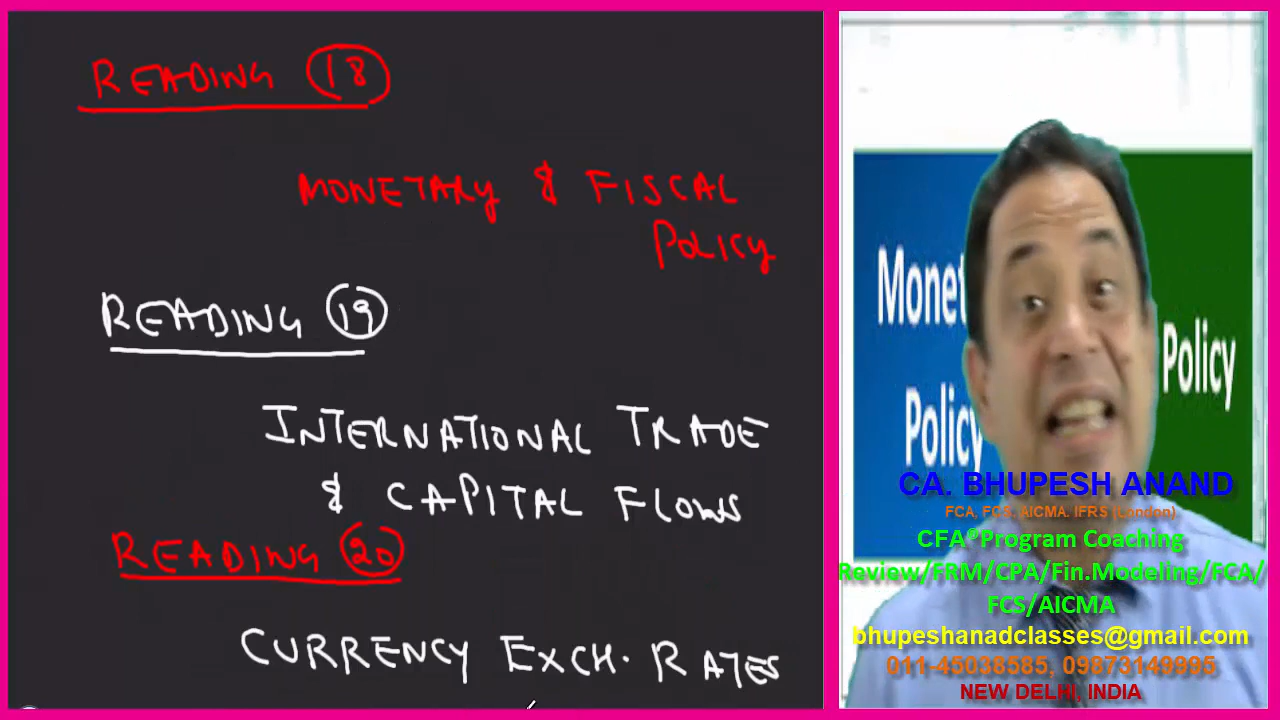 READING 18
MONETARY & FISCAL
POLICY
READING 19
INTERNATIONAL TRADE
& CAPITAL FLOWS
READING 20
CURRENCY EXCH. RATES
Monet
Policy
Policy
CA. BHUPESH ANAND
FCA, FCS, AICMA. IFRS (London)
CFA®Program Coaching
Review/FRM/CPA/Fin.Modeling/FCA/
FCS/AICMA
bhupeshanadclasses@gmail.com
011-45038585, 09873149995
NEW DELHI, INDIA